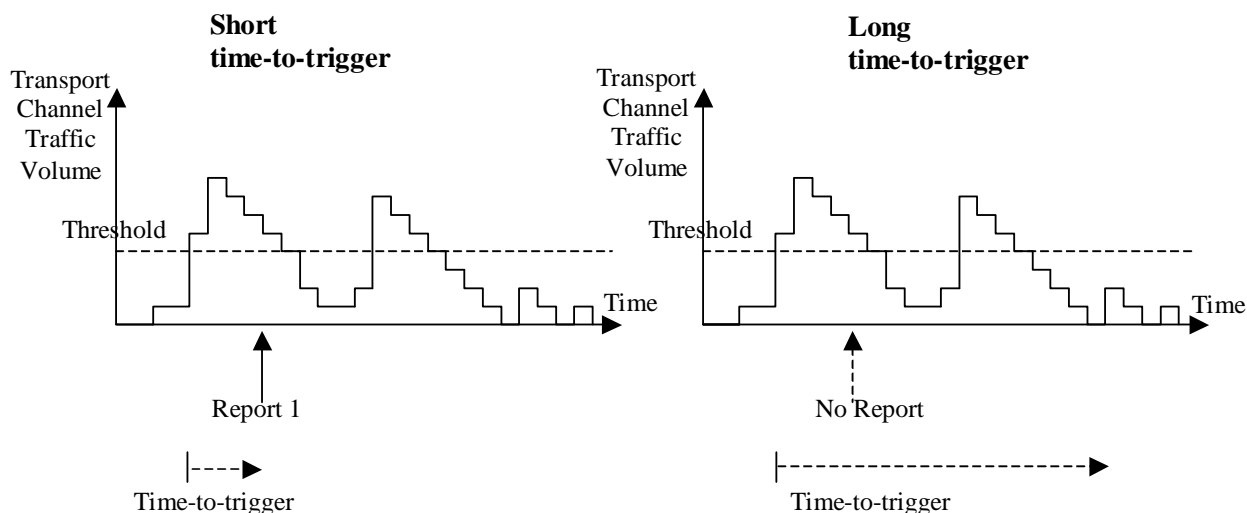 Short
time-to-trigger
Transport
Channel
Traffic
Volume
Threshold
Time
Report 1
Time-to-trigger
Long
time-to-trigger
Transport
Channel
Traffic
Volume
Threshold
Time
No Report
Time-to-trigger